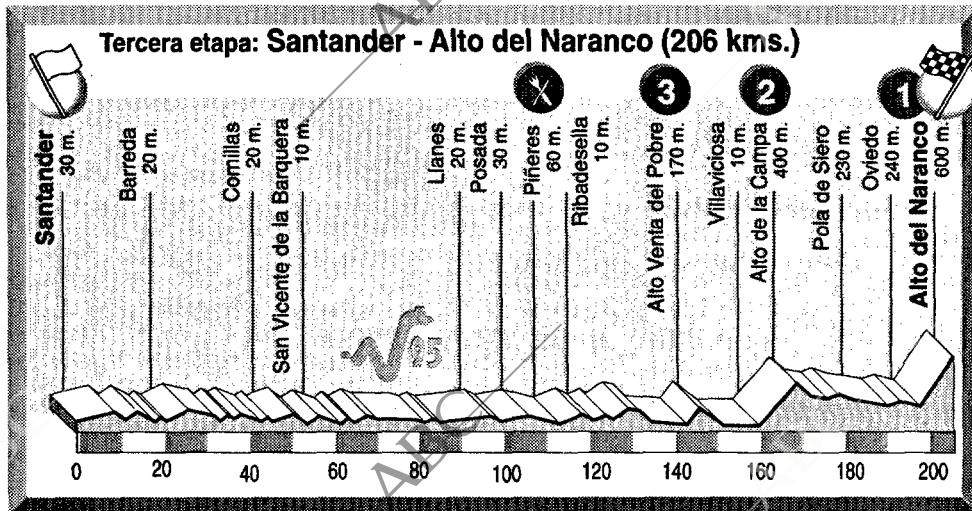 Tercera etapa: Santander - Alto del Naranco (206 kms.)
3
2
1
Santander
30 m.
Barreda
20 m.
Comillas
20 m.
San Vicente de la Barquera
10 m.
Llanes
20 m.
Posada
30 m.
Piñeres
60 m.
Ribadesella
10 m.
Alto Venta del Pobre
170 m.
Villaviciosa
10 m.
Alto de la Campa
400 m.
Pola de Siero
230 m.
Oviedo
240 m.
Alto del Naranco
600 m.
95
ABC
0 20 40 60 80 100 120 140 160 180 200